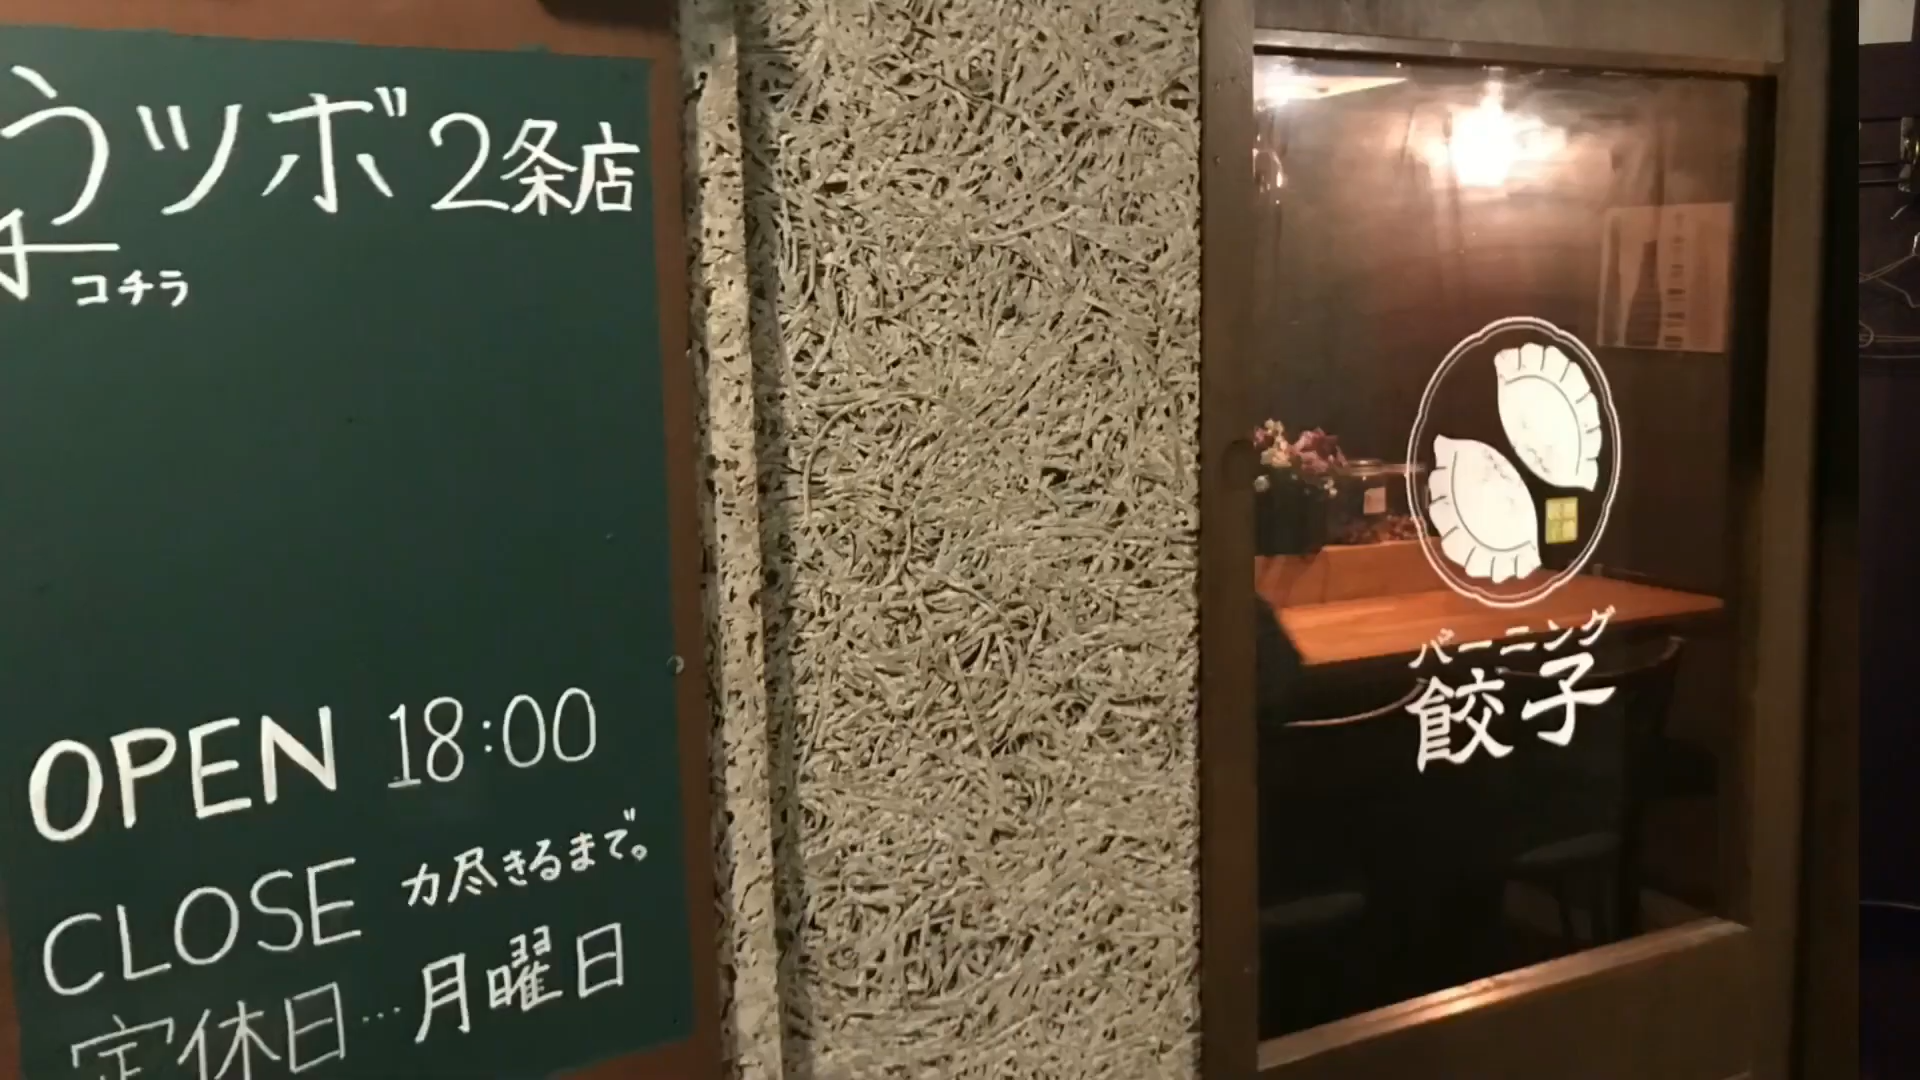 うツボ 2条店
コチラ
OPEN 18:00
CLOSE 力尽きるまで。
定休日…月曜日
バーニング
餃子